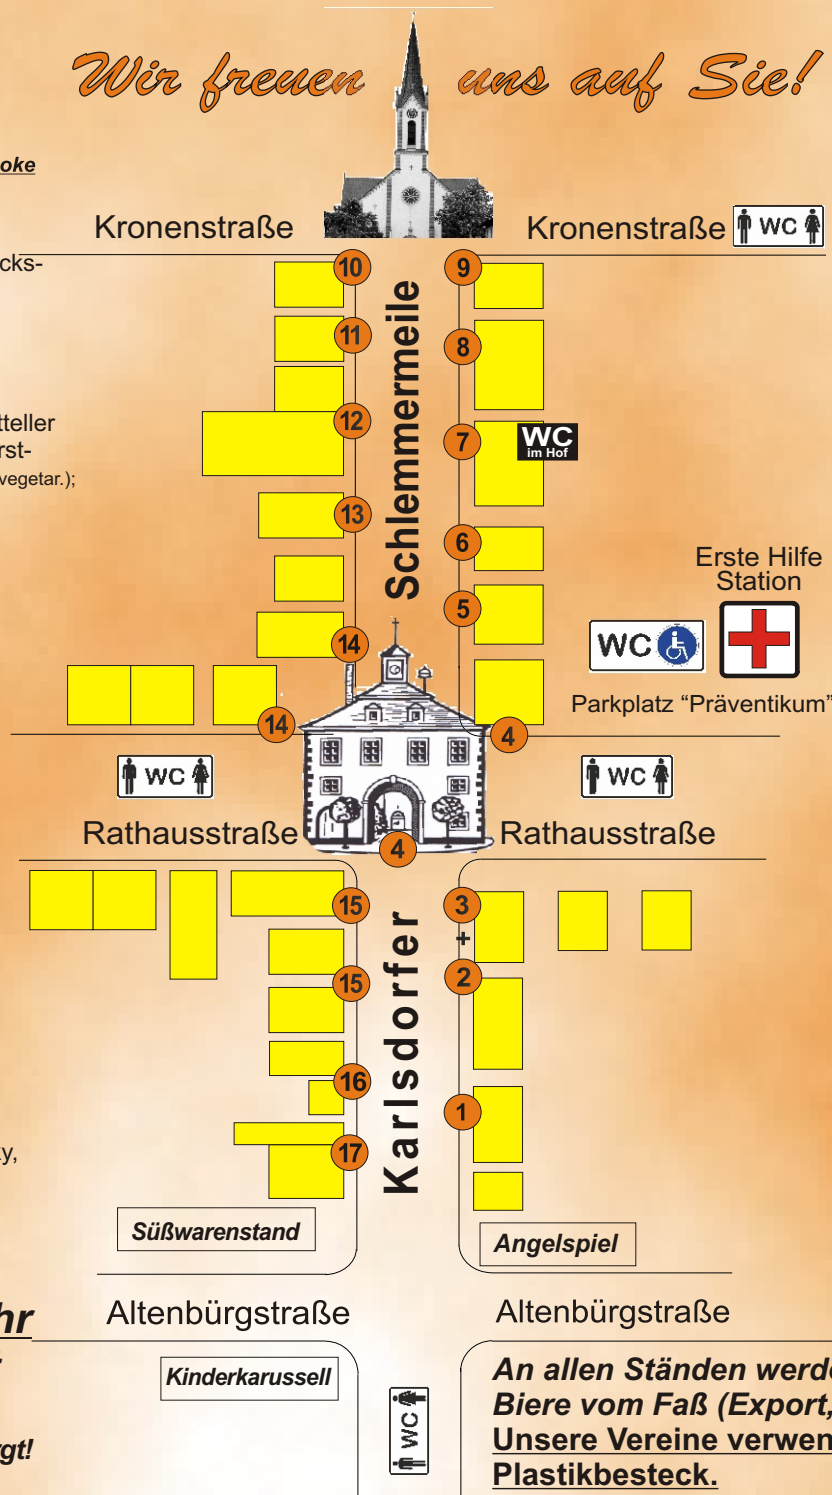 Wir freuen uns auf Sie!
oke
Kronenstraße
Kronenstraße
WC
cks-
10
9
11
8
tteller
rst-
vegetar.);
12
7
WC
im Hof
Schlemmermeile
13
6
5
Erste Hilfe
Station
WC
14
Parkplatz “Präventikum”
14
4
WC
WC
Rathausstraße
4
Rathausstraße
15
3
+
2
15
Karlsdorfer
16
1
17
y,
Süßwarenstand
Angelspiel
hr
Altenbürgstraße
Altenbürgstraße
Kinderkarussell
WC
rgt!
An allen Ständen werde
Biere vom Faß (Export,
Unsere Vereine verwen
Plastikbesteck.